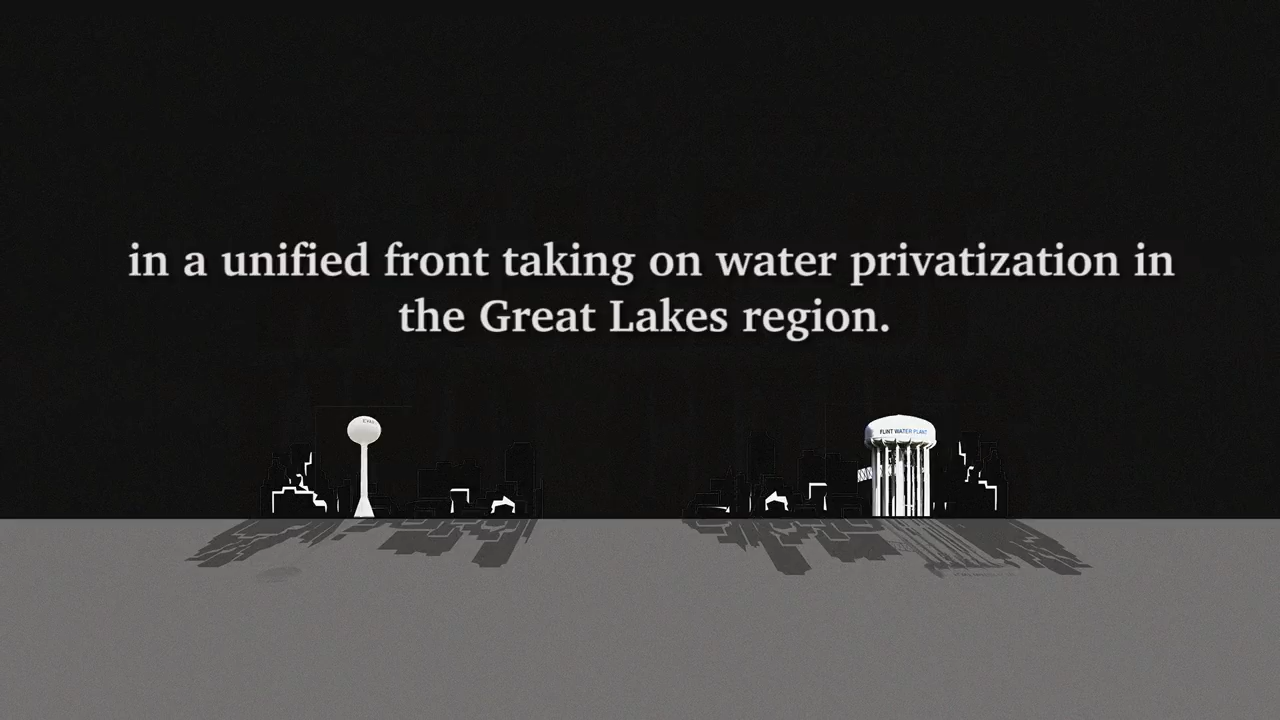 in a unified front taking on water privatization in
the Great Lakes region.
FLINT WATER PLANT